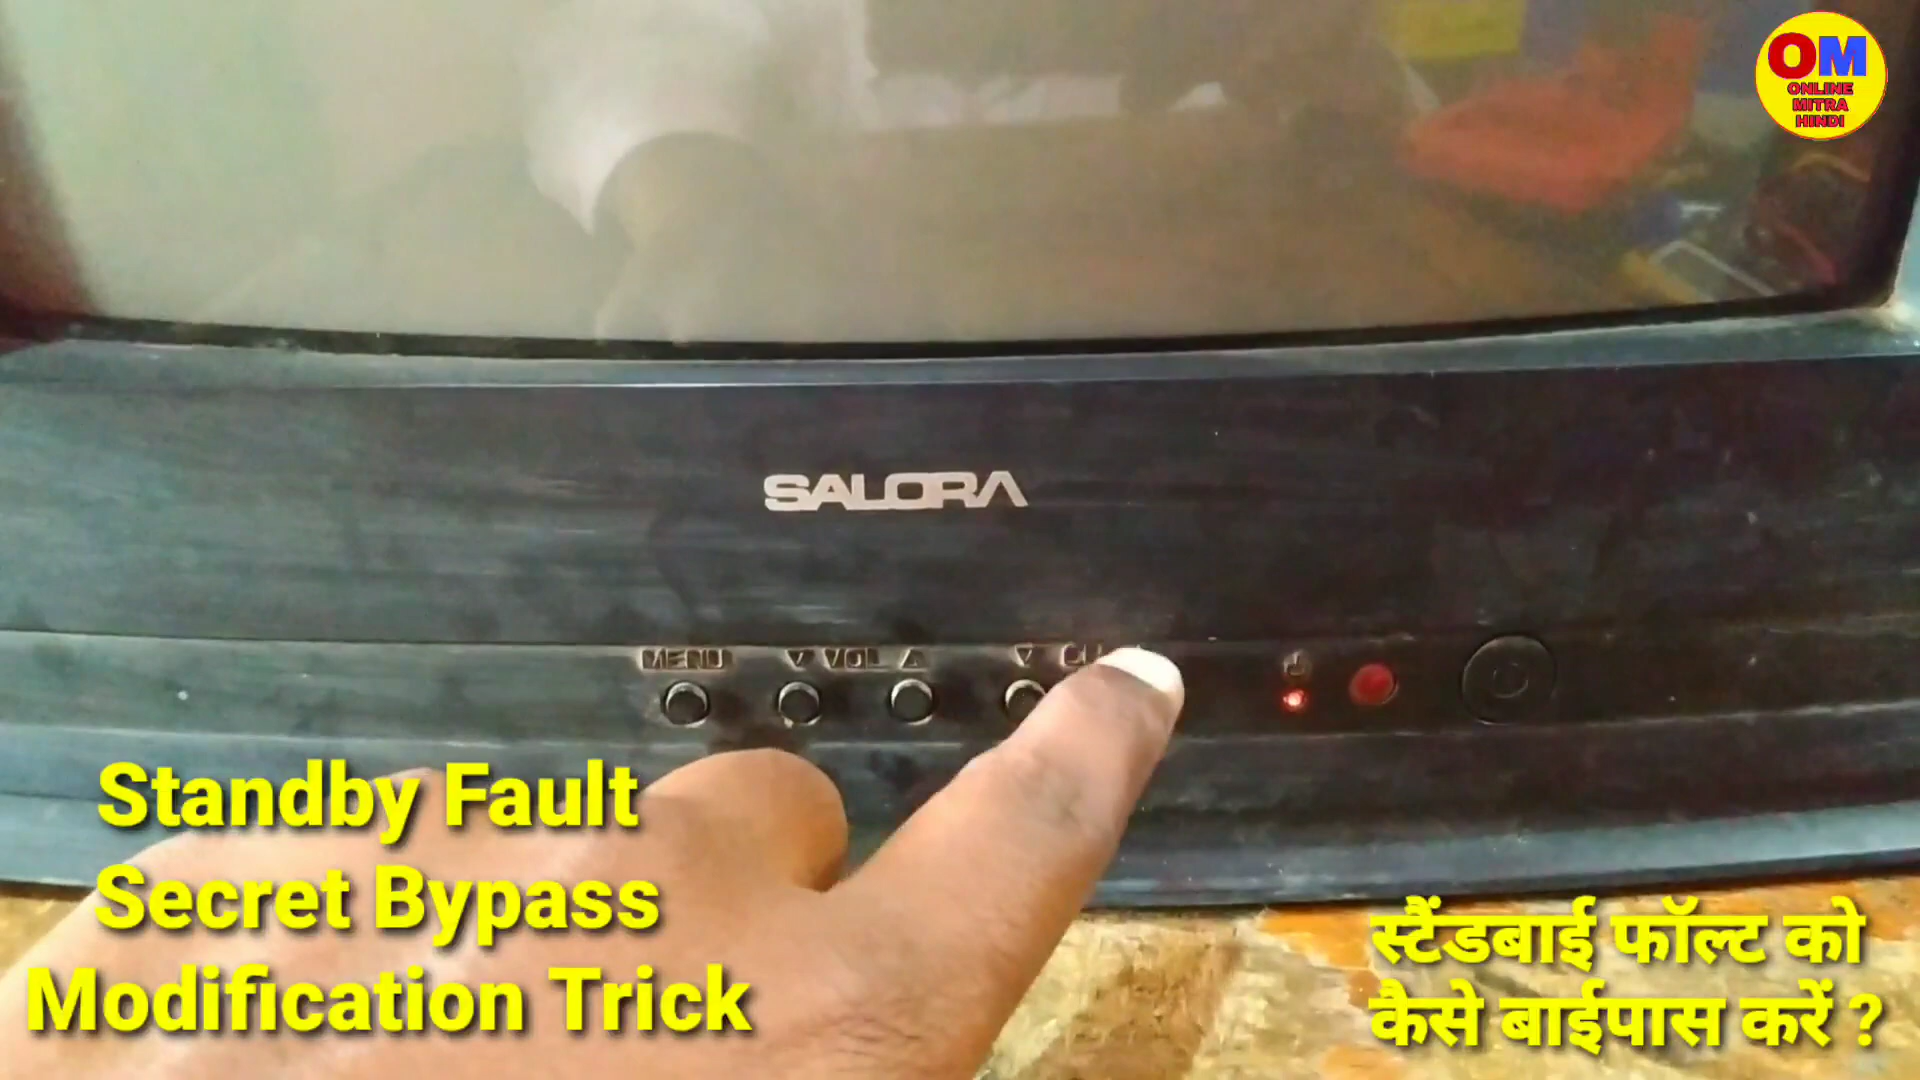 OM
ONLINE
MITRA
HINDI
SALORA
MENU ▼ VOL ▲ ▼
Standby Fault
Secret Bypass
Modification Trick
स्टैंडबाई फॉल्ट को
कैसे बाईपास करें ?